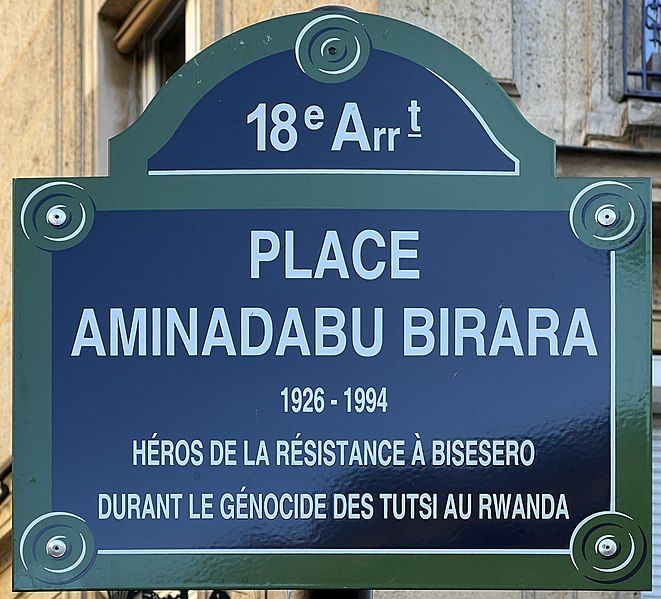 18e Arrt
PLACE
AMINADABU BIRARA
1926 - 1994
HÉROS DE LA RÉSISTANCE À BISESERO
DURANT LE GÉNOCIDE DES TUTSI AU RWANDA